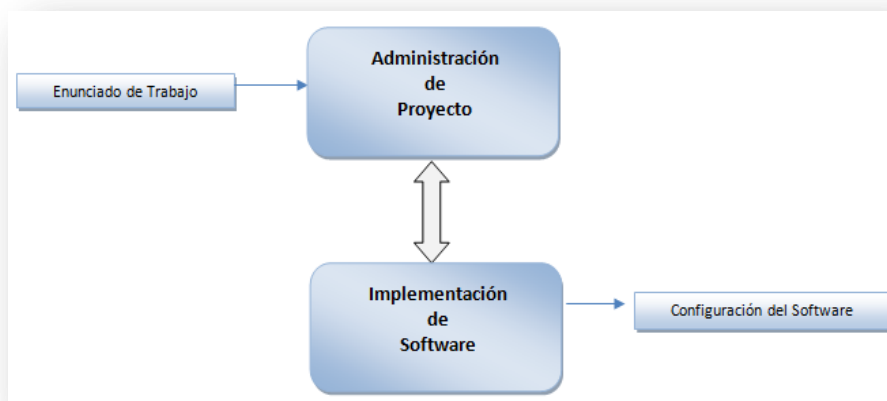 Administración
de
Proyecto
Enunciado de Trabajo
Implementación
de
Software
Configuración del Software